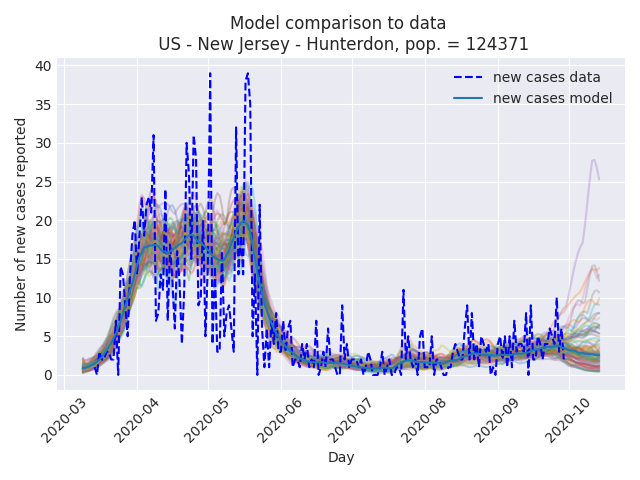 Model comparison to data
US - New Jersey - Hunterdon, pop. = 124371
Number of new cases reported
40
35
30
25
20
15
10
5
0
new cases data
new cases model
2020-03
2020-04
2020-05
2020-06
2020-07
2020-08
2020-09
2020-10
Day